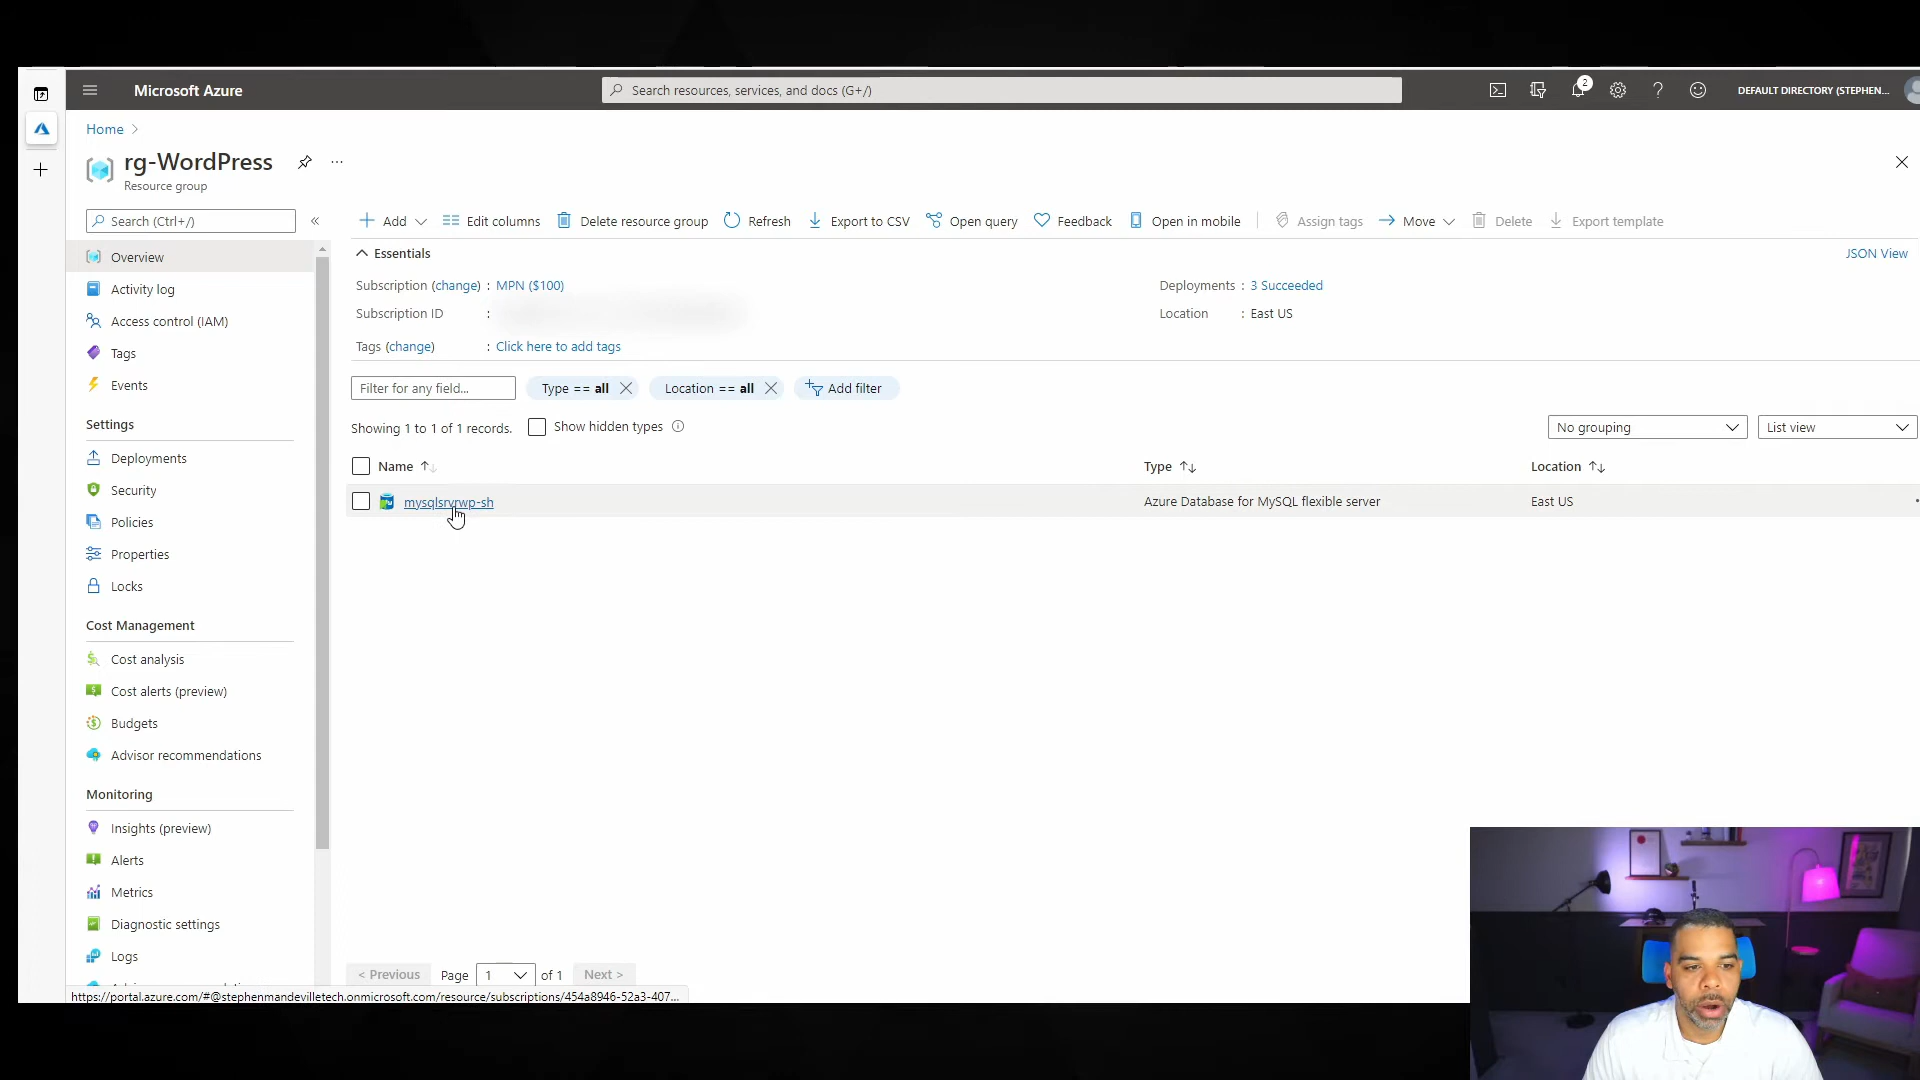 Microsoft Azure
Search resources, services, and docs (G+/)
2
DEFAULT DIRECTORY (STEPHEN...
Home
rg-WordPress
Resource group
Search (Ctrl+/)
Add
Edit columns
Delete resource group
Refresh
Export to CSV
Open query
Feedback
Open in mobile
Assign tags
Move
Delete
Export template
Overview
Activity log
Access control (IAM)
Tags
Events
Settings
Deployments
Security
Policies
Properties
Locks
Cost Management
Cost analysis
Cost alerts (preview)
Budgets
Advisor recommendations
Monitoring
Insights (preview)
Alerts
Metrics
Diagnostic settings
Logs
Essentials
JSON View
Subscription (change) : MPN ($100)
Deployments : 3 Succeeded
Subscription ID :
Location : East US
Tags (change) : Click here to add tags
Filter for any field...
Type == all
Location == all
Add filter
Showing 1 to 1 of 1 records.
Show hidden types
No grouping
List view
Name
Type
Location
mysqlsrvrwp-sh
Azure Database for MySQL flexible server
East US
< Previous
Page 1 of 1
Next >
https://portal.azure.com/#@stephenmandevilletech.onmicrosoft.com/resource/subscriptions/454a8946-52a3-407...